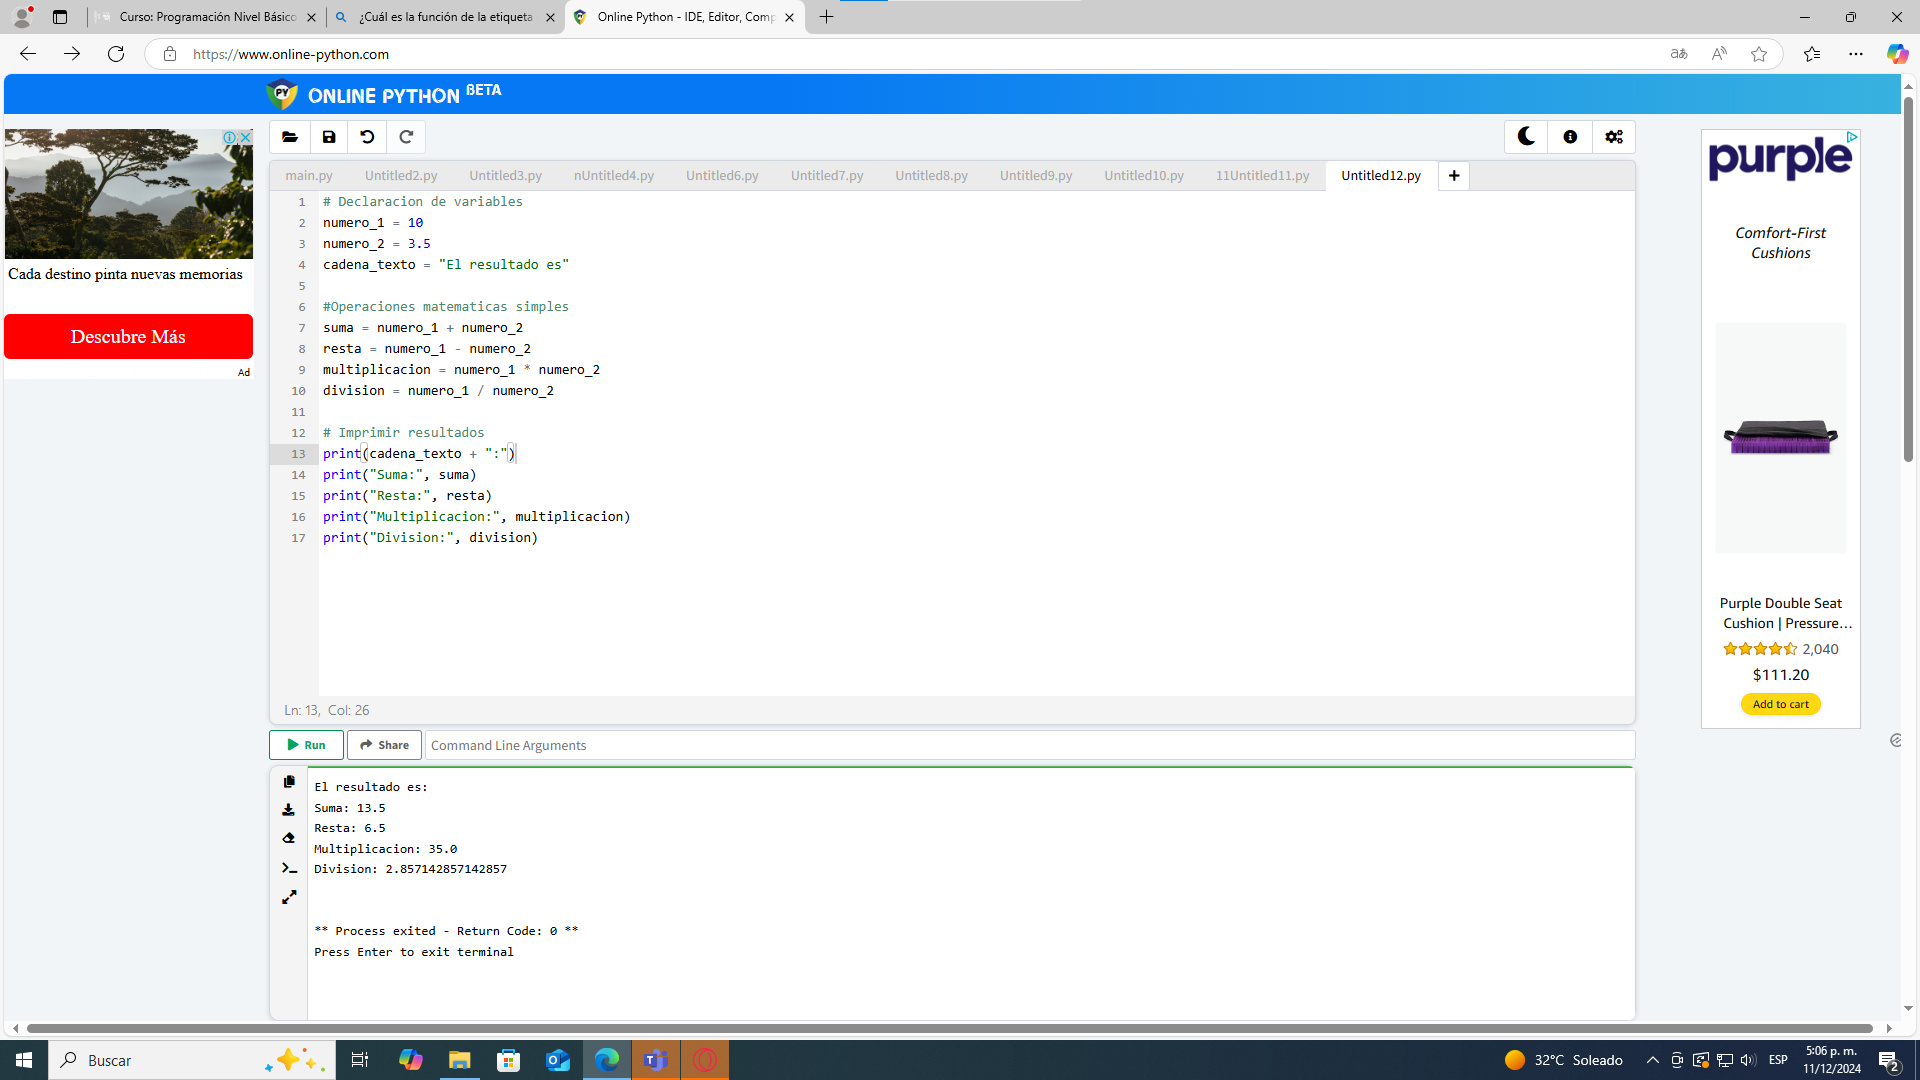 Curso: Programación Nivel Básico
¿Cuál es la función de la etiqueta
Online Python - IDE, Editor, Comp
https://www.online-python.com
PY
ONLINE PYTHON BETA
Cada destino pinta nuevas memorias
Descubre Más
Ad
main.py
Untitled2.py
Untitled3.py
nUntitled4.py
Untitled6.py
Untitled7.py
Untitled8.py
Untitled9.py
Untitled10.py
11Untitled11.py
Untitled12.py
1 # Declaracion de variables
2 numero_1 = 10
3 numero_2 = 3.5
4 cadena_texto = "El resultado es"
5
6 #Operaciones matematicas simples
7 suma = numero_1 + numero_2
8 resta = numero_1 - numero_2
9 multiplicacion = numero_1 * numero_2
10 division = numero_1 / numero_2
11
12 # Imprimir resultados
13 print(cadena_texto + ":")
14 print("Suma:", suma)
15 print("Resta:", resta)
16 print("Multiplicacion:", multiplicacion)
17 print("Division:", division)
Ln: 13, Col: 26
Run
Share
Command Line Arguments
El resultado es:
Suma: 13.5
Resta: 6.5
Multiplicacion: 35.0
Division: 2.857142857142857
** Process exited - Return Code: 0 **
Press Enter to exit terminal
purple
Comfort-First
Cushions
Purple Double Seat
Cushion | Pressure...
2,040
$111.20
Add to cart
Buscar
32°C Soleado
ESP
5:06 p. m.
11/12/2024
2